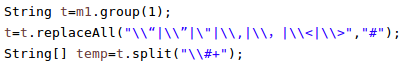 String t=m1.group(1);
t=t.replaceAll("\\“|\\”|\"|\\,|\\，|\\<|\\>","#");
String[] temp=t.split("\\#+");